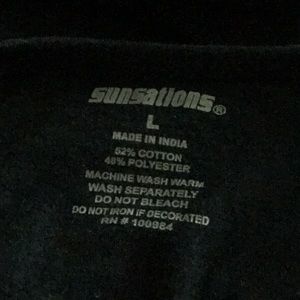 sunsations®
L
MADE IN INDIA
52% COTTON
48% POLYESTER
MACHINE WASH WARM
WASH SEPARATELY
DO NOT BLEACH
DO NOT IRON IF DECORATED
RN # 109984